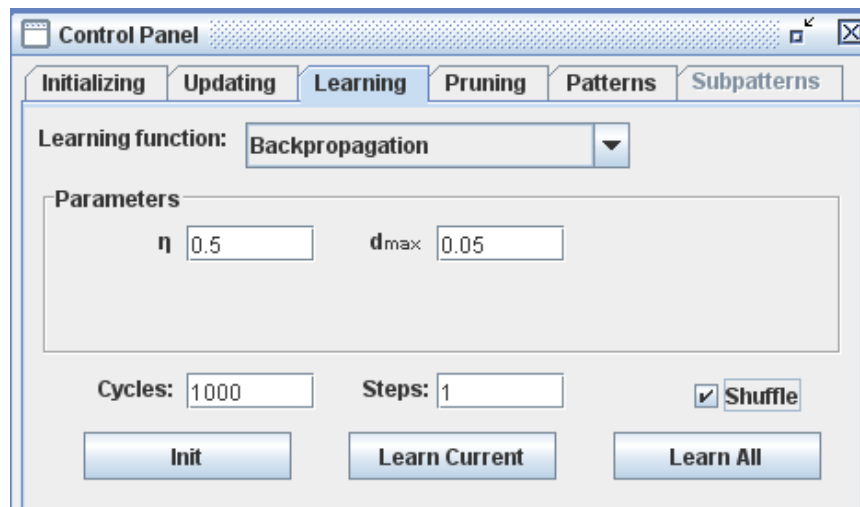 Control Panel
Initializing Updating Learning Pruning Patterns Subpatterns
Learning function: Backpropagation
Parameters
η 0.5 dmax 0.05
Cycles: 1000 Steps: 1 Shuffle
Init Learn Current Learn All